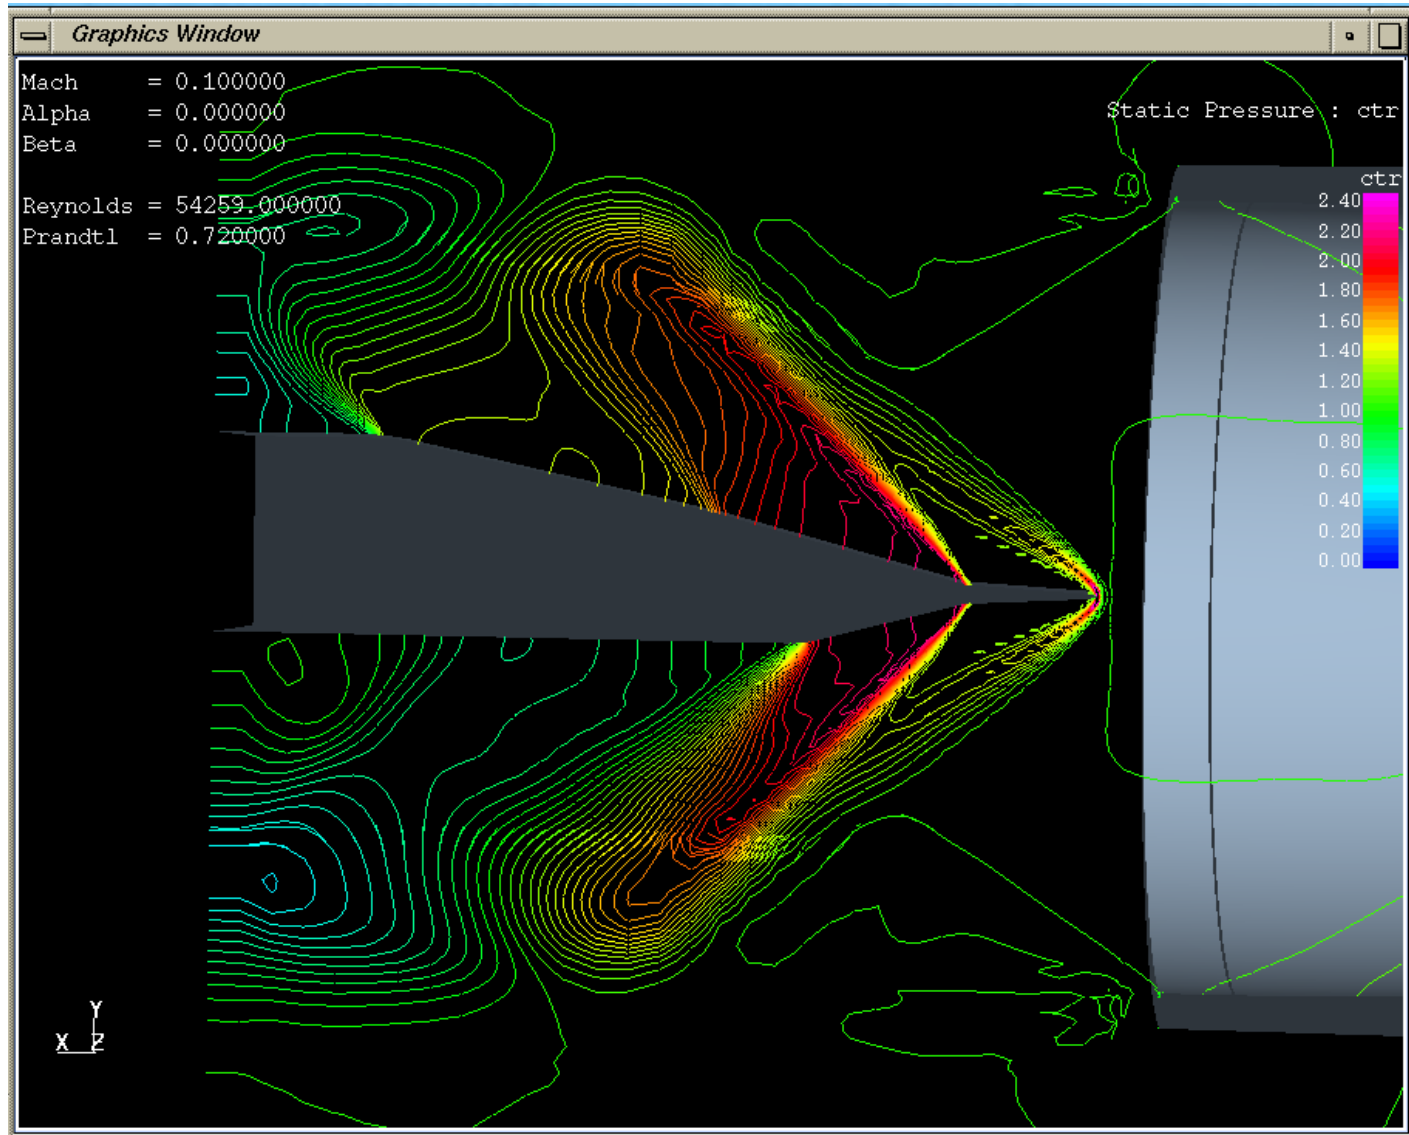 Graphics Window
Mach = 0.100000
Alpha = 0.000000
Beta = 0.000000
Reynolds = 54259.000000
Prandtl = 0.720000
Static Pressure : ctr
ctr
2.40
2.20
2.00
1.80
1.60
1.40
1.20
1.00
0.80
0.60
0.40
0.20
0.00
Y
X Z